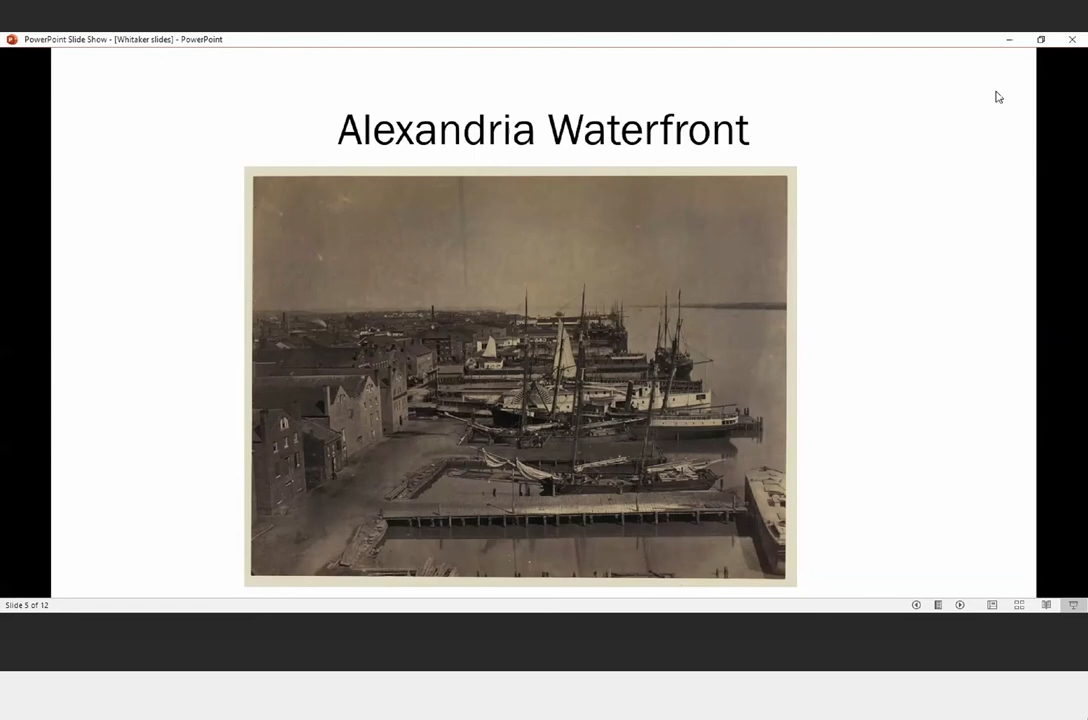 PowerPoint Slide Show - [Whitaker slides] - PowerPoint
Alexandria Waterfront
Slide 5 of 12